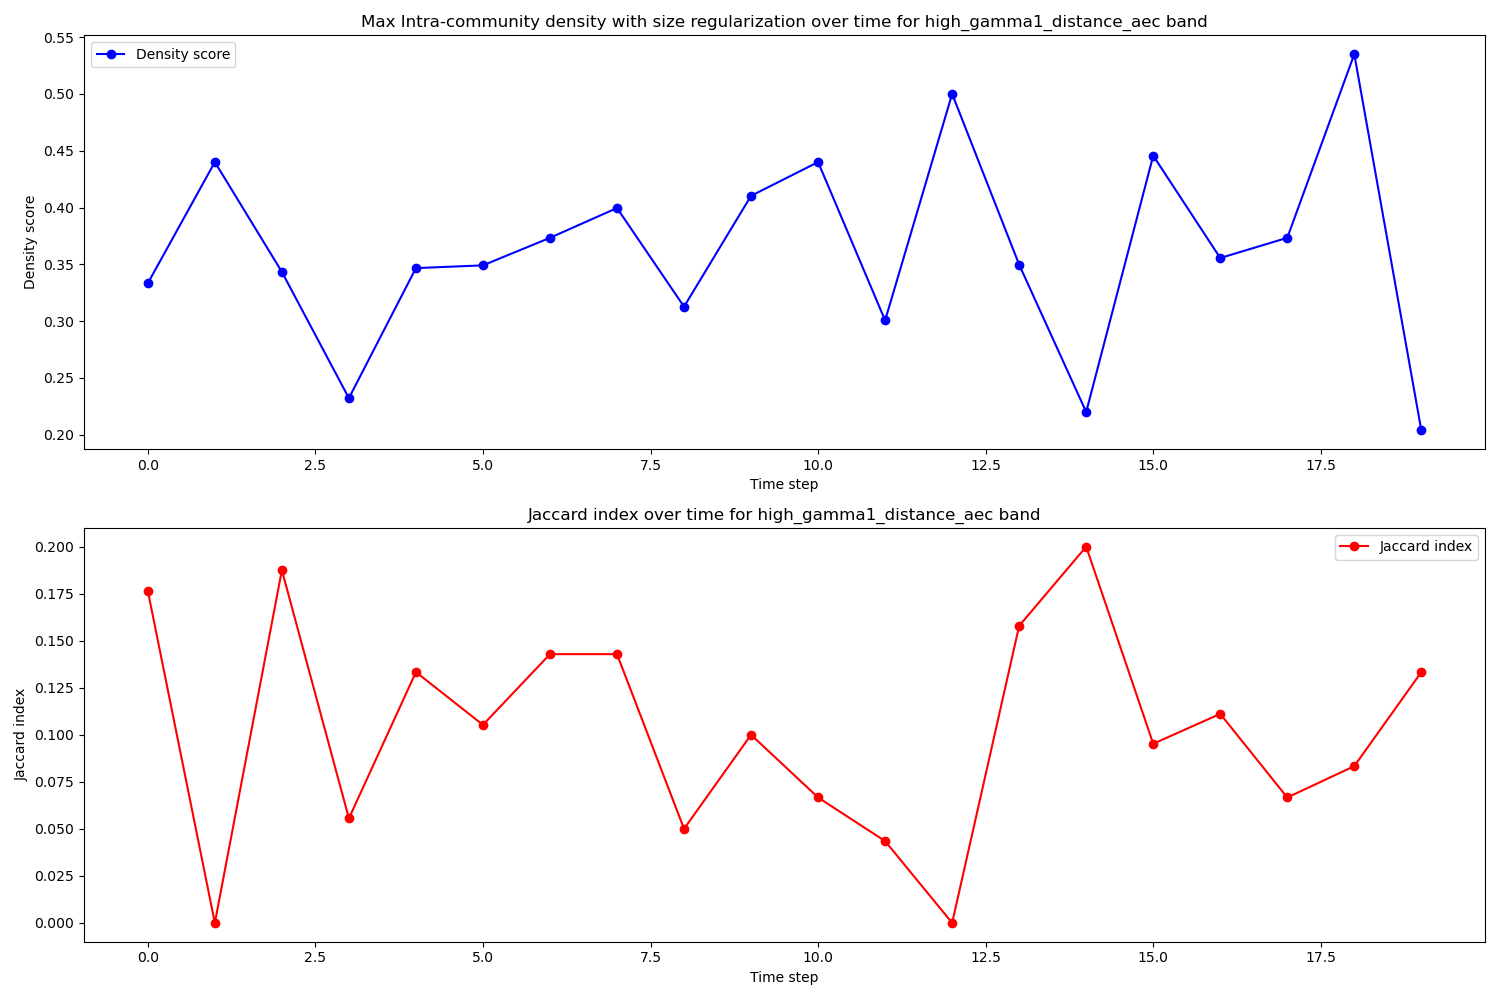 Max Intra-community density with size regularization over time for high_gamma1_distance_aec band
Density score
0.55
0.50
0.45
0.40
0.35
0.30
0.25
0.20
Density score
0.0 2.5 5.0 7.5 10.0 12.5 15.0 17.5
Time step
Jaccard index over time for high_gamma1_distance_aec band
Jaccard index
0.200
0.175
0.150
0.125
0.100
0.075
0.050
0.025
0.000
Jaccard index
0.0 2.5 5.0 7.5 10.0 12.5 15.0 17.5
Time step